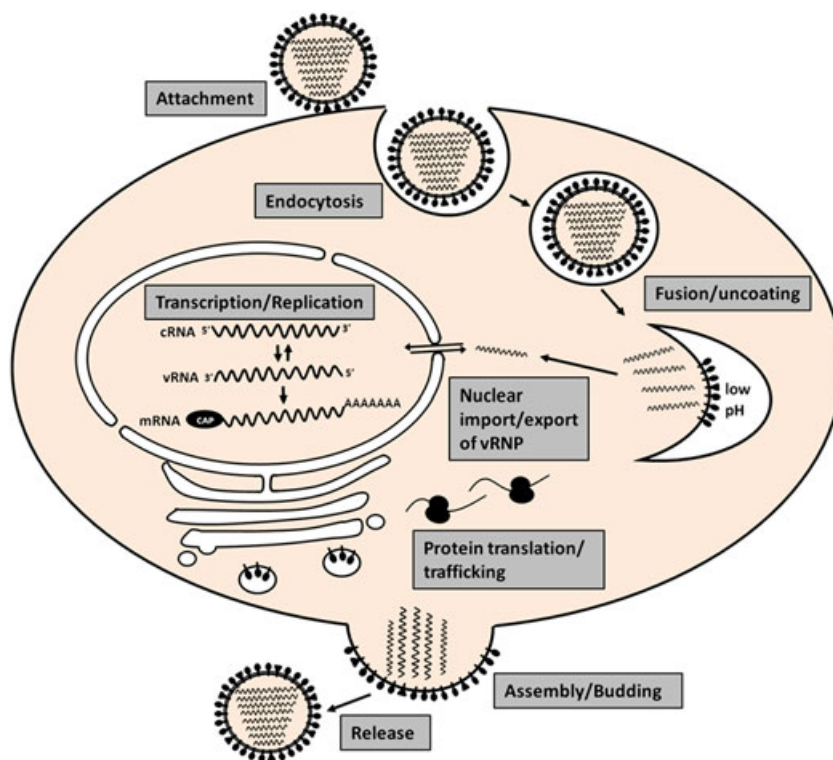 Attachment
Endocytosis
Fusion/uncoating
low
pH
Transcription/Replication
cRNA 5' 3'
vRNA 3' 5'
mRNA CAP AAAAAAA
Nuclear
import/export
of vRNP
Protein translation/
trafficking
Assembly/Budding
Release